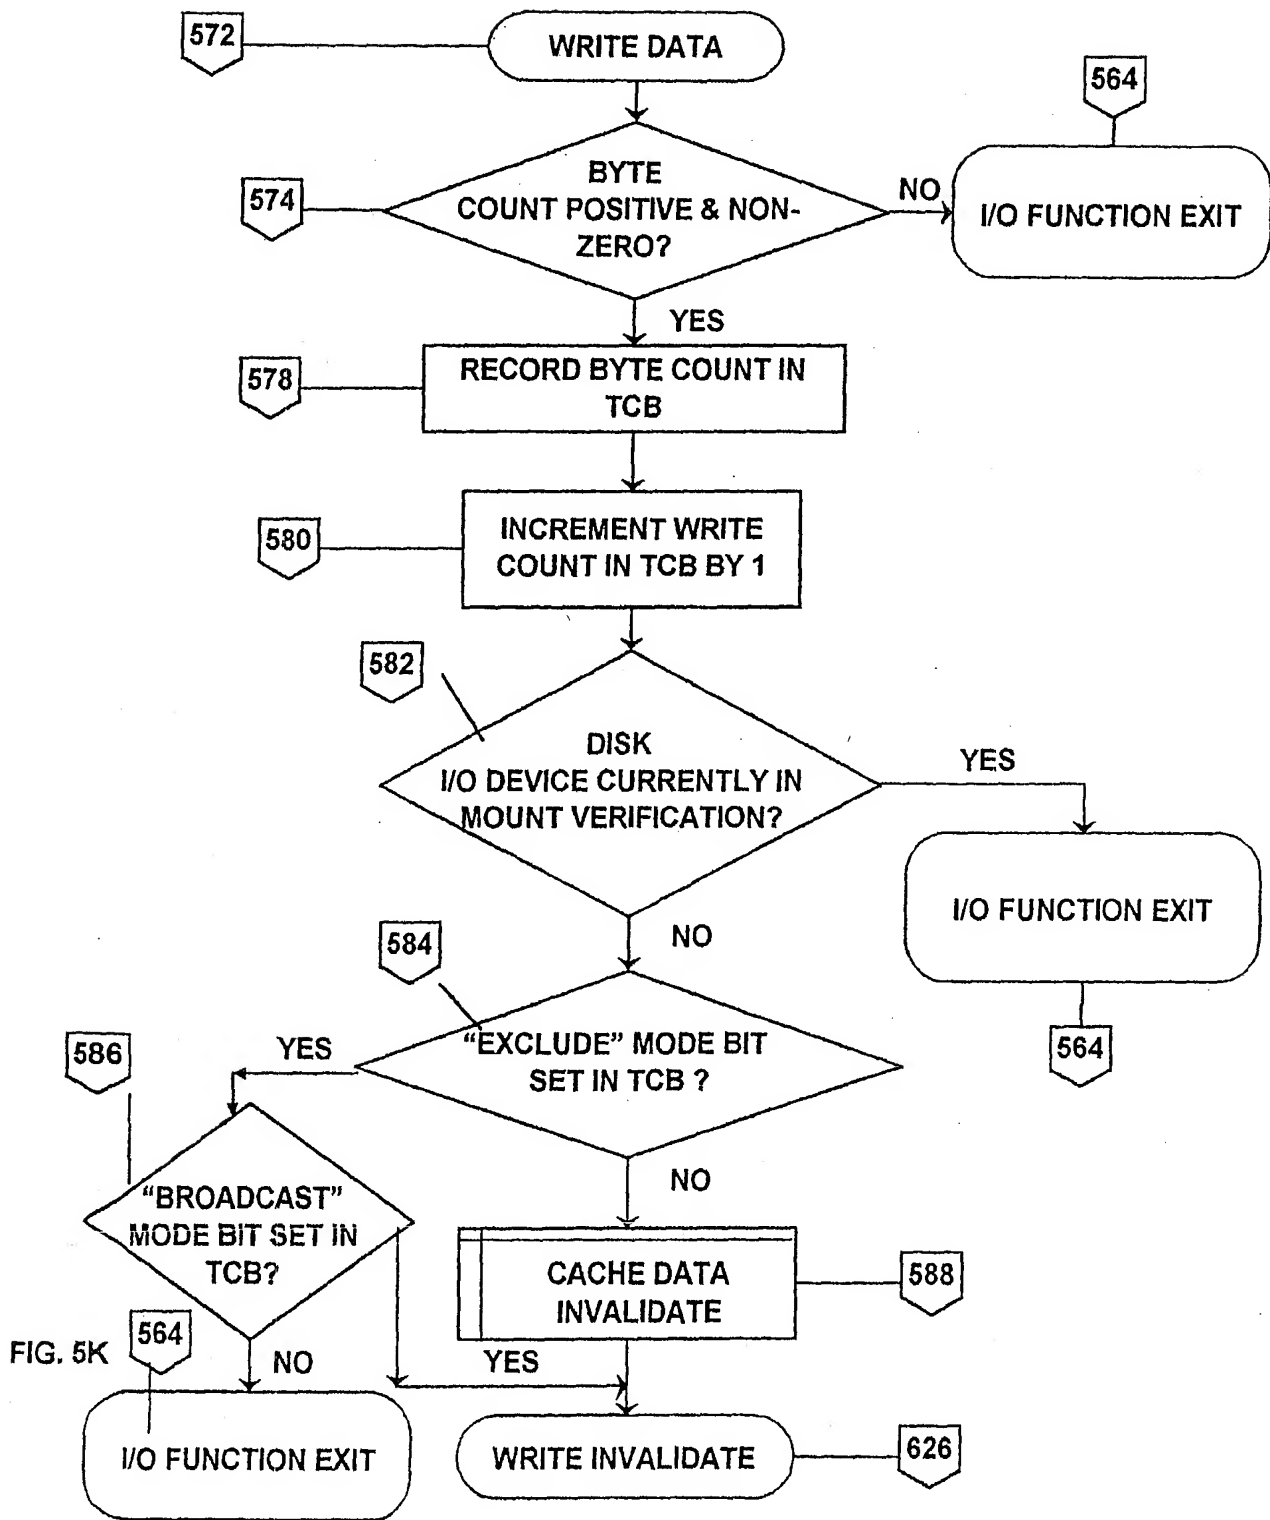 572
WRITE DATA
564
BYTE
COUNT POSITIVE & NON-
ZERO?
574
NO
I/O FUNCTION EXIT
YES
578
RECORD BYTE COUNT IN
TCB
580
INCREMENT WRITE
COUNT IN TCB BY 1
582
DISK
I/O DEVICE CURRENTLY IN
MOUNT VERIFICATION?
YES
I/O FUNCTION EXIT
564
NO
584
"EXCLUDE" MODE BIT
SET IN TCB ?
YES
586
NO
"BROADCAST"
MODE BIT SET IN
TCB?
CACHE DATA
INVALIDATE
588
FIG. 5K
564
NO
YES
I/O FUNCTION EXIT
WRITE INVALIDATE
626